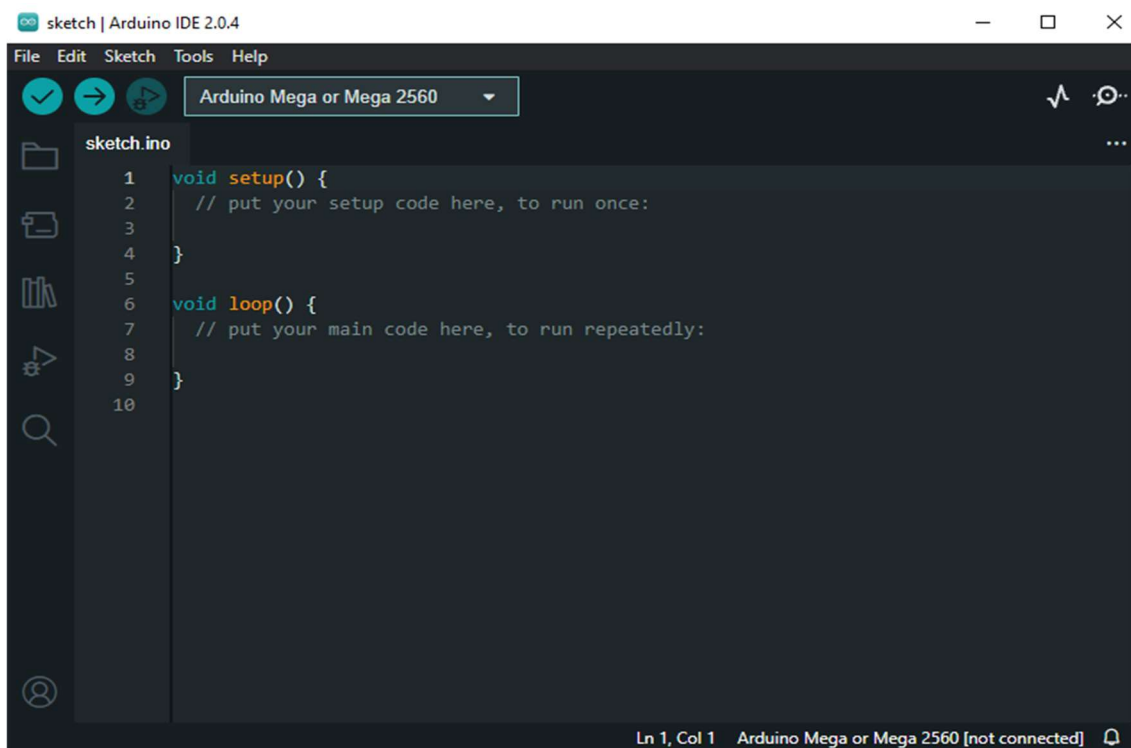 sketch | Arduino IDE 2.0.4
File Edit Sketch Tools Help
Arduino Mega or Mega 2560
sketch.ino
1 void setup() {
2 // put your setup code here, to run once:
3
4 }
5
6 void loop() {
7 // put your main code here, to run repeatedly:
8
9 }
10
Ln 1, Col 1 Arduino Mega or Mega 2560 [not connected]